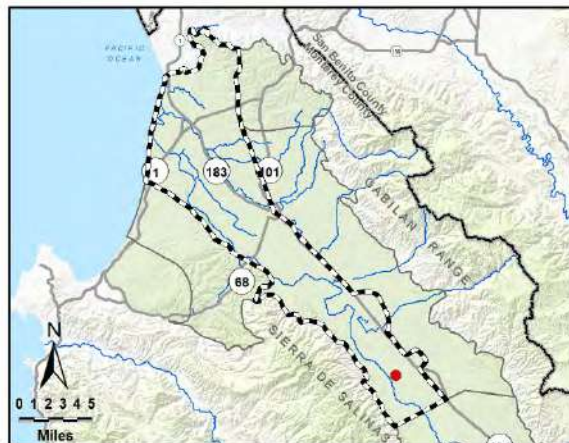 1
PACIFIC
OCEAN
San Benito County
Monterey County
1
183
101
GABILAN RANGE
68
SIERRA DE SALINAS
N
0 1 2 3 4 5
Miles